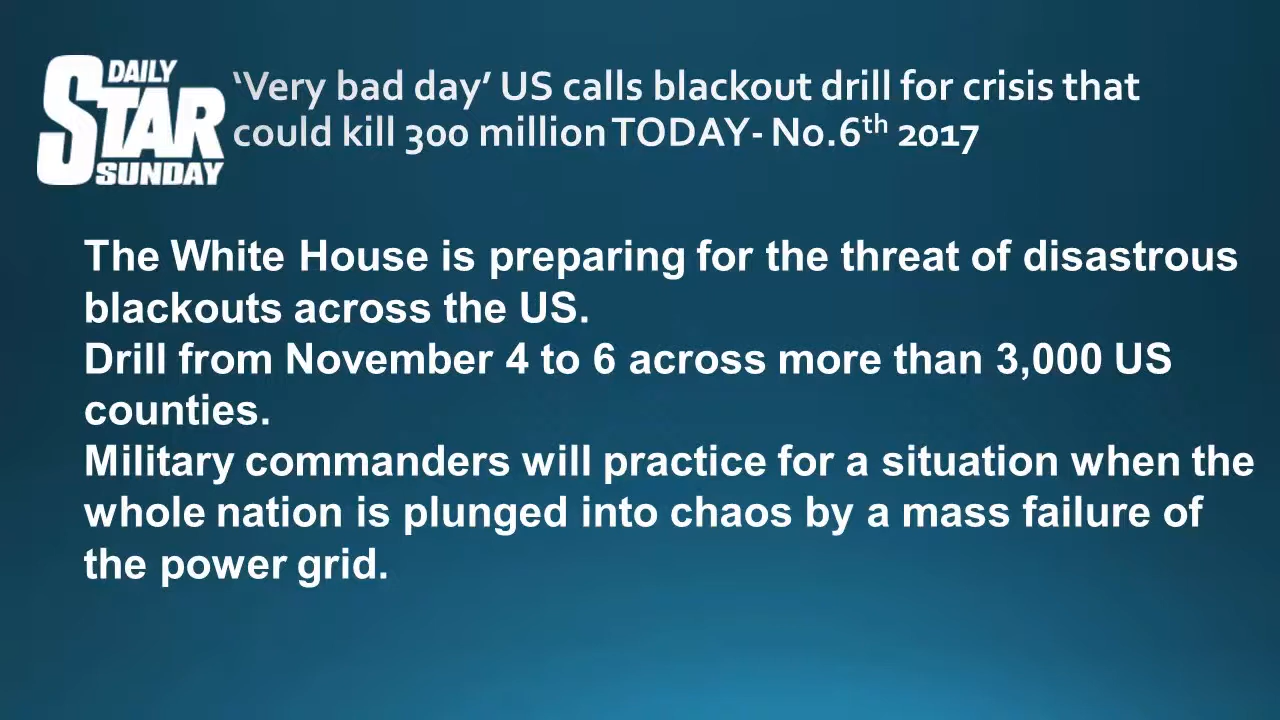 DAILY
STAR
SUNDAY
‘Very bad day’ US calls blackout drill for crisis that
could kill 300 million TODAY- No.6th 2017
The White House is preparing for the threat of disastrous
blackouts across the US.
Drill from November 4 to 6 across more than 3,000 US
counties.
Military commanders will practice for a situation when the
whole nation is plunged into chaos by a mass failure of
the power grid.